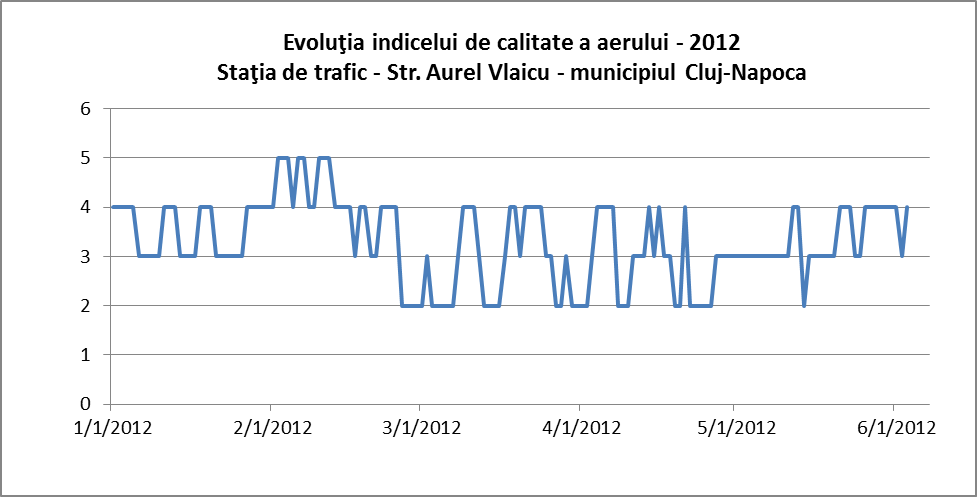 Evoluţia indicelui de calitate a aerului - 2012
Staţia de trafic - Str. Aurel Vlaicu - municipiul Cluj-Napoca
6
5
4
3
2
1
0
1/1/2012 2/1/2012 3/1/2012 4/1/2012 5/1/2012 6/1/2012